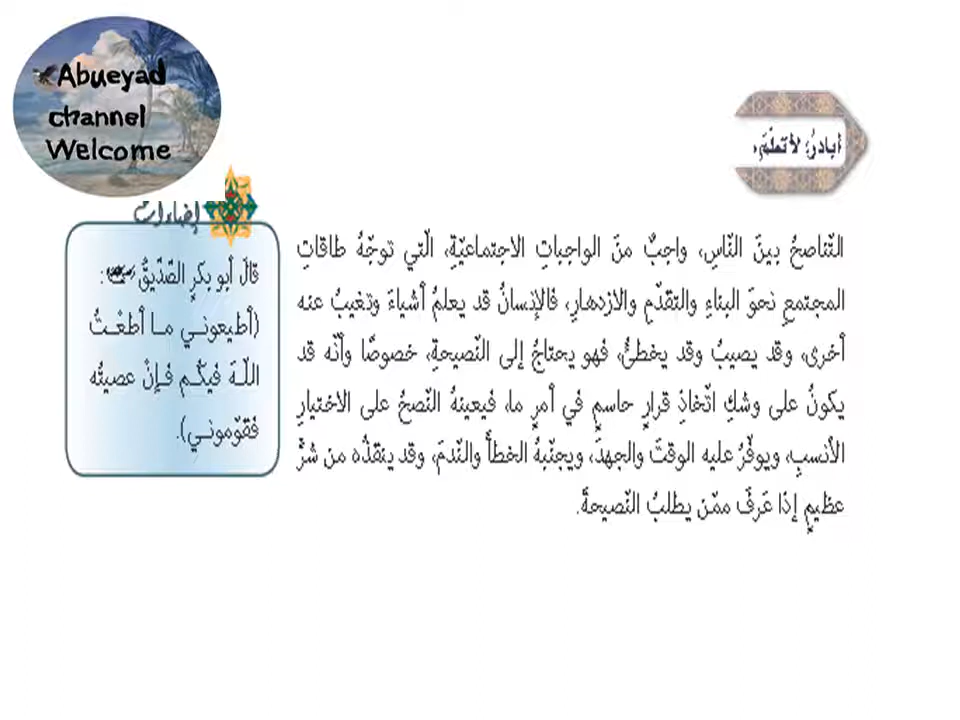 Abueyad
channel
Welcome
أبادرُ؛ لأتعلّمَ،
التّناصحُ بينَ النّاسِ، واجبٌ منَ الواجباتِ الاجتماعيّةِ، الّتي توجّهُ طاقاتِ
المجتمعِ نحوَ البناءِ والتقدّمِ والازدهارِ، فالإنسانُ قد يعلمُ أشياءَ وتغيبُ عنه
أخرى، وقد يصيبُ وقد يخطئُ، فهو يحتاجُ إلى النّصيحةِ، خصوصًا وأنّه قد
يكونُ على وشكِ اتّخاذِ قرارٍ حاسمٍ في أمرٍ ما، فيعينهُ النّصحُ على الاختيارِ
الأنسبِ، ويوفّرُ عليه الوقتَ والجهدَ، ويجنّبهُ الخطأَ والنّدمَ، وقد ينقذُه من شرٍّ
عظيمٍ إذا عَرفَ ممّن يطلبُ النّصيحةَ.
إضاءات
قالَ أبو بكرٍ الصّدّيقُ :
(أطيعوني ما أطعْتُ
اللّهَ فيكُم فإنْ عصيتُه
فقوّموني).